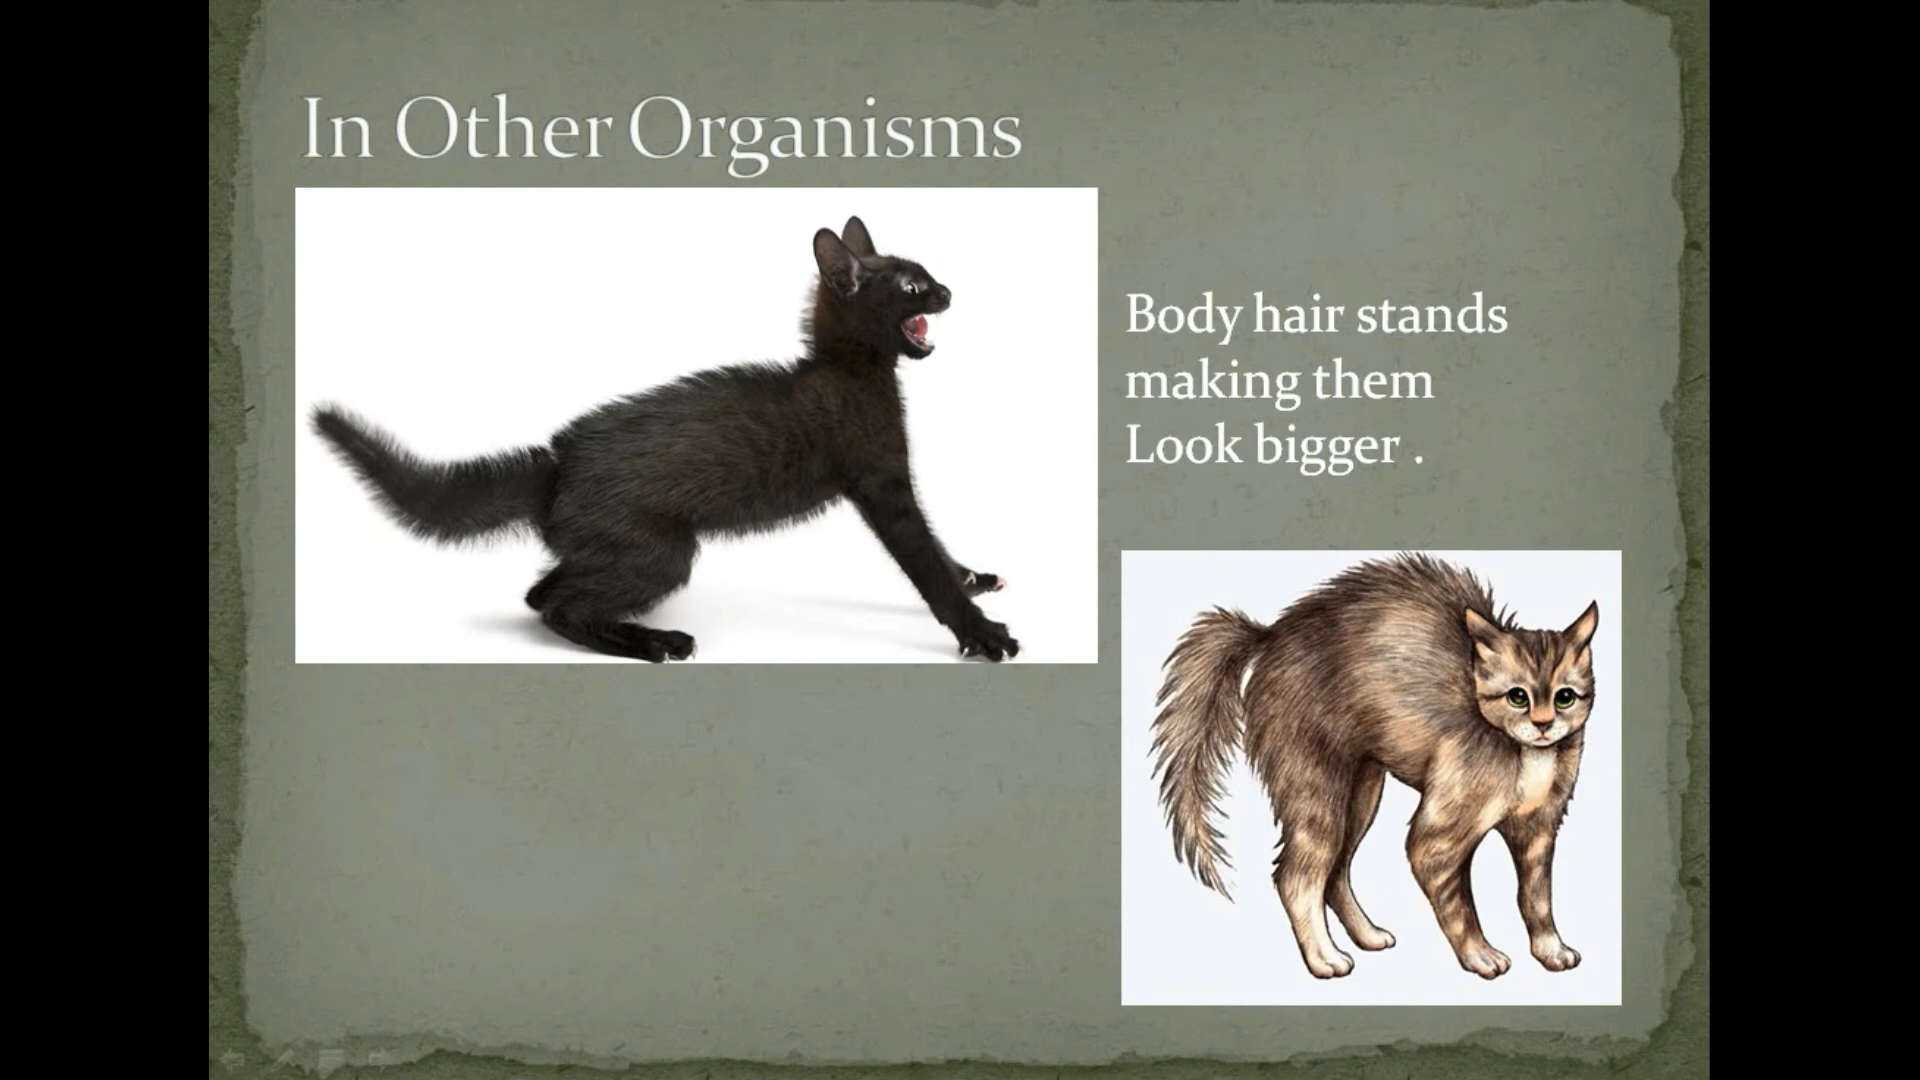 In Other Organisms
Body hair stands
making them
Look bigger .